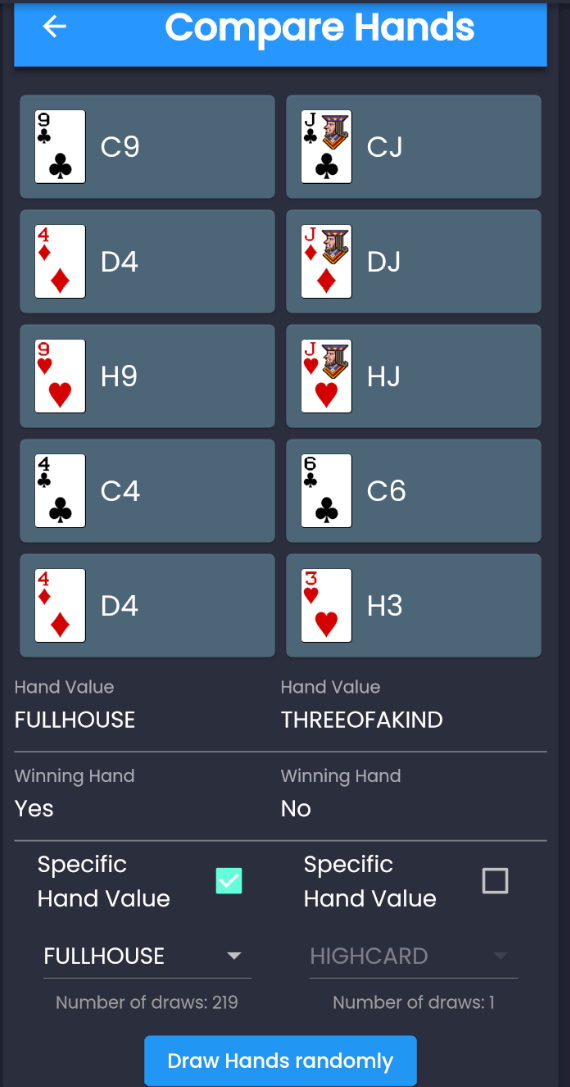 Compare Hands
9 C9
J CJ
4 D4
J DJ
9 H9
J HJ
4 C4
6 C6
4 D4
3 H3
Hand Value
Hand Value
FULLHOUSE
THREEOFAKIND
Winning Hand
Winning Hand
Yes
No
Specific
Hand Value
Specific
Hand Value
FULLHOUSE
HIGHCARD
Number of draws: 219
Number of draws: 1
Draw Hands randomly